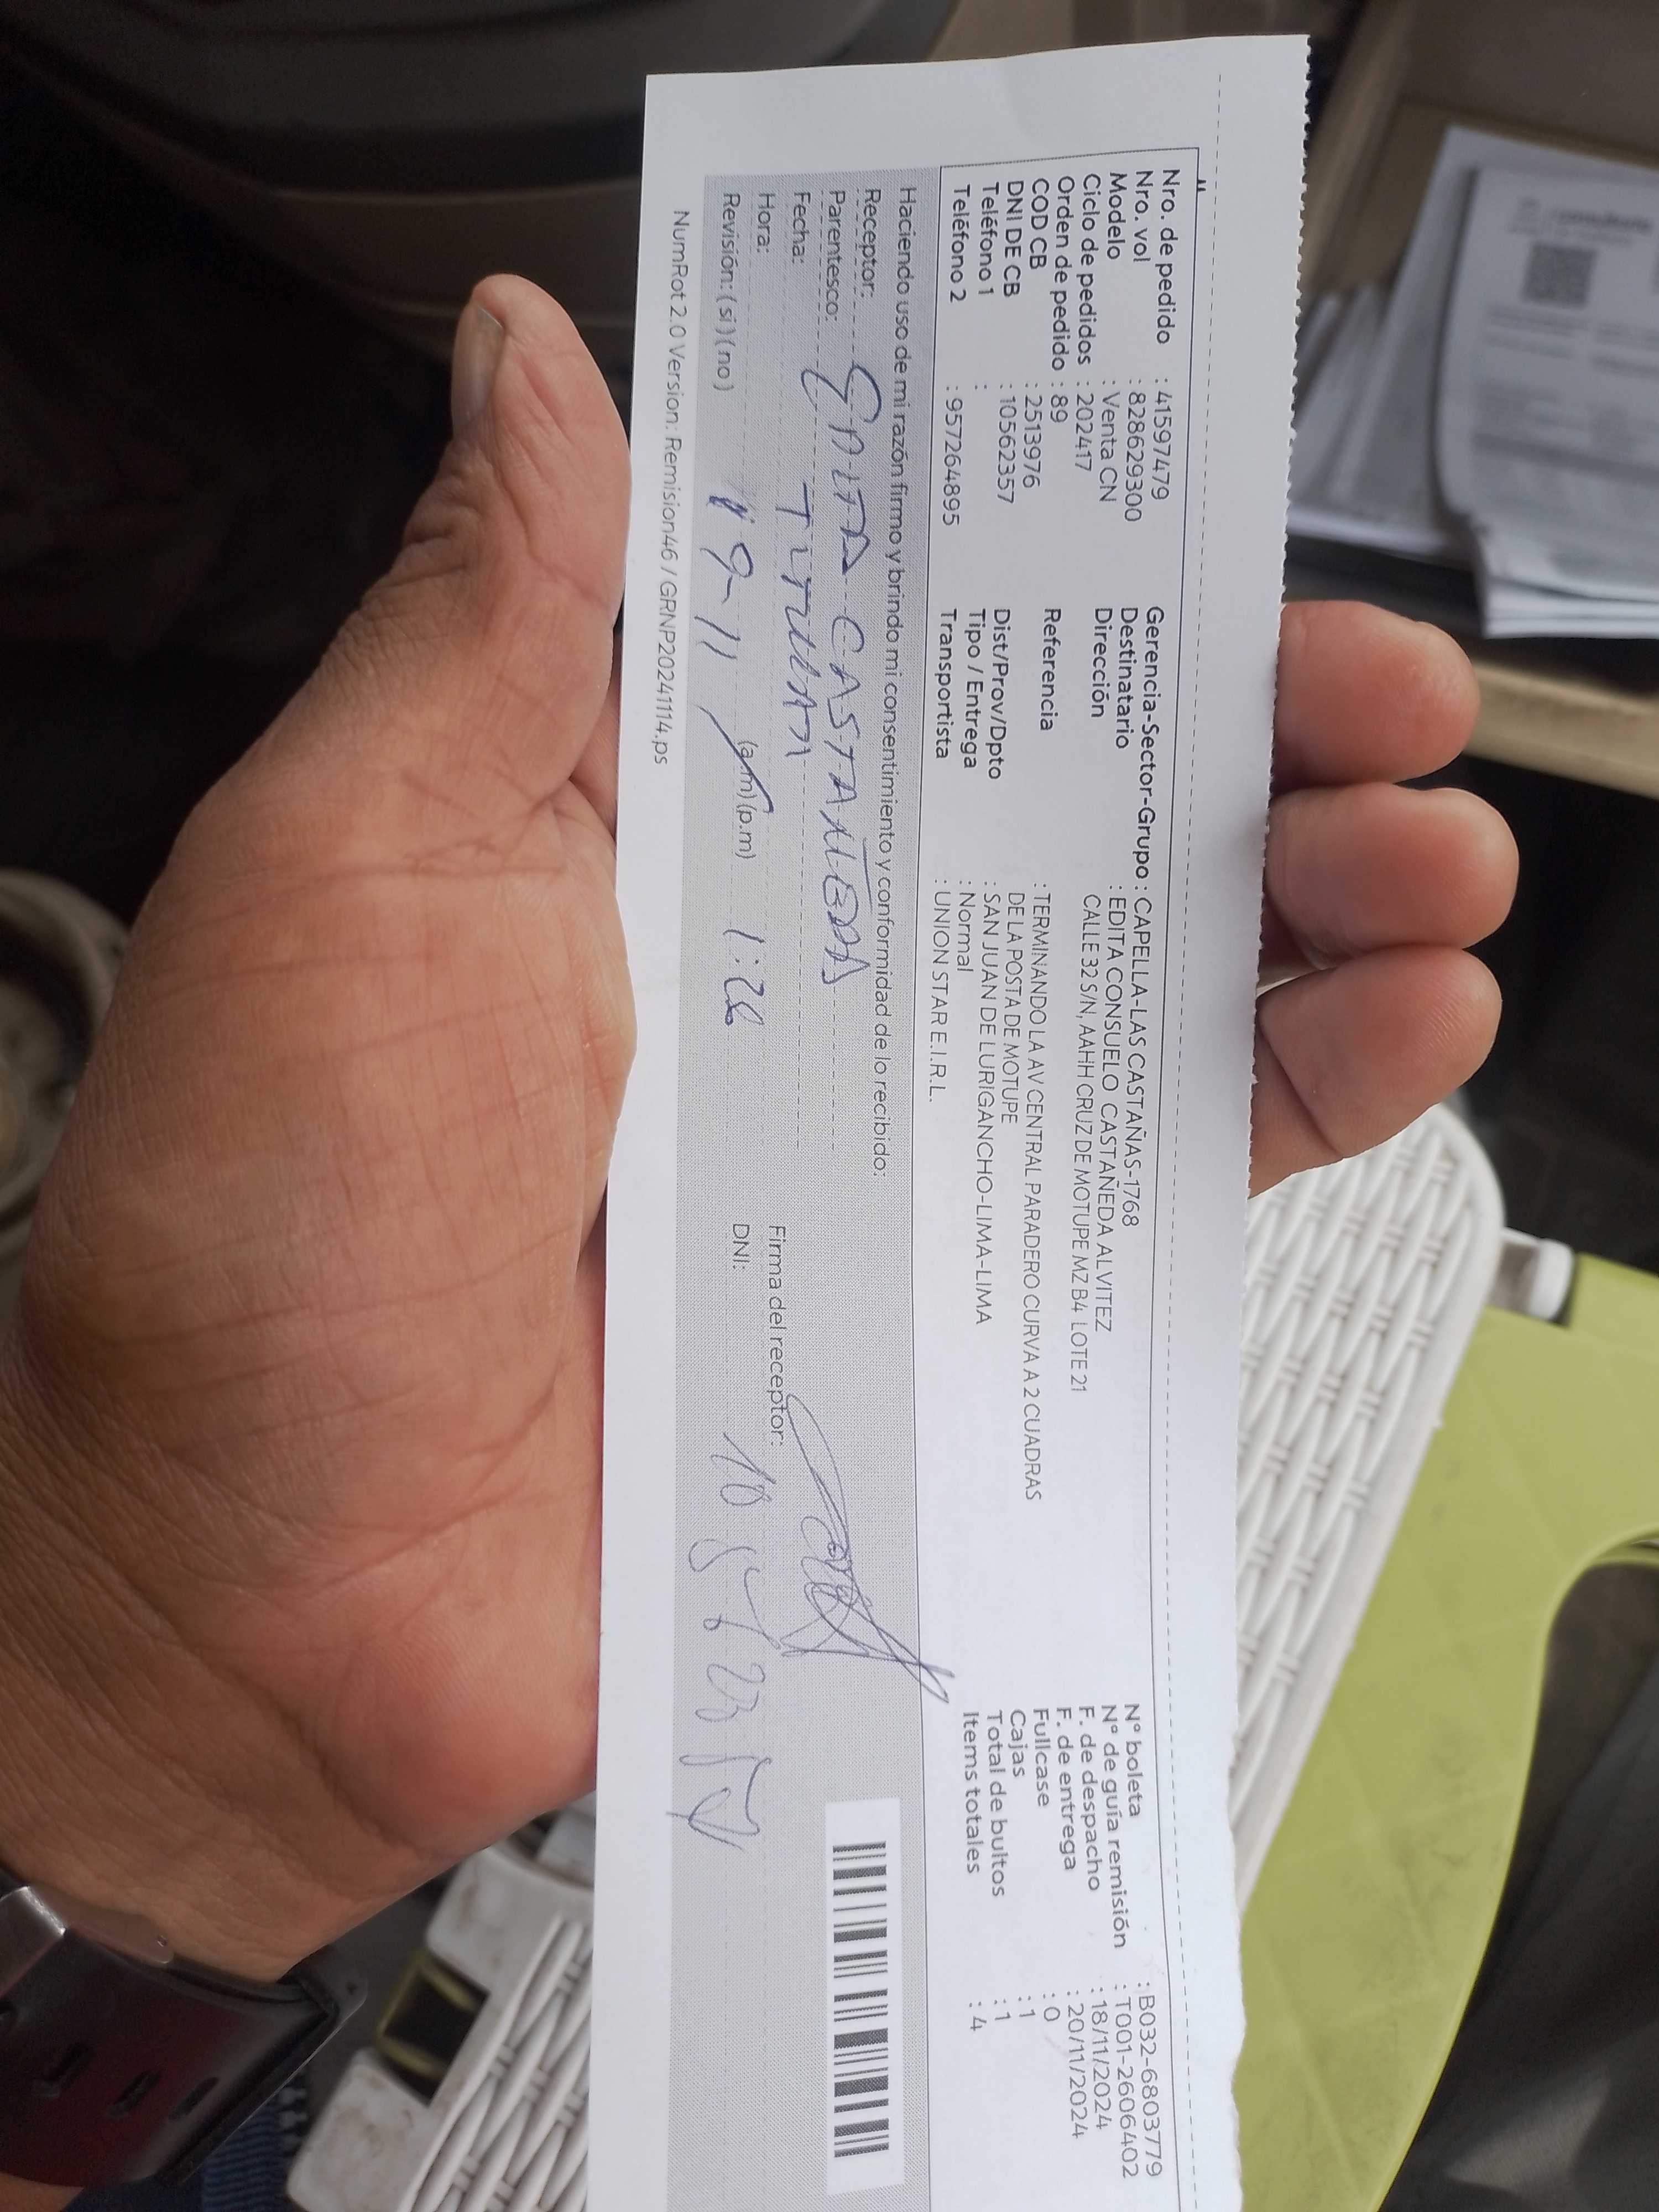 Nro. de pedido : 41597479
Nro. vol : 828629300
Modelo : Venta CN
Ciclo de pedidos : 202417
Orden de pedido : 89
COD CB : 2513976
DNI DE CB : 10562357
Teléfono 1 :
Teléfono 2 : 957264895
Gerencia-Sector-Grupo : CAPELLA-LAS CASTAÑAS-1768
Destinatario : EDITA CONSUELO CASTAÑEDA ALVITEZ
Dirección CALLE 32 S/N, AAHH CRUZ DE MOTUPE MZ B4 LOTE 21
Referencia : TERMINANDO LA AV CENTRAL PARADERO CURVA A 2 CUADRAS
DE LA POSTA DE MOTUPE
Dist/Prov/Dpto : SAN JUAN DE LURIGANCHO-LIMA-LIMA
Tipo / Entrega : Normal
Transportista : UNION STAR E.I.R.L.
N° boleta : B032-6803779
N° de guía remisión : T001-2606402
F. de despacho : 18/11/2024
F. de entrega : 20/11/2024
Fullcase : 0
Cajas : 1
Total de bultos : 1
Items totales : 4
Haciendo uso de mi razón firmo y brindo mi consentimiento y conformidad de lo recibido:
Receptor: CASTANEDA
Parentesco: TITULAR
Fecha: 19-11
Hora: (a.m) (p.m) 1:26
Revisión: (si) (no)
Firma del receptor:
DNI: 10562357
NumRot 2.0 Version: Remision46 / GRNP20241114.ps